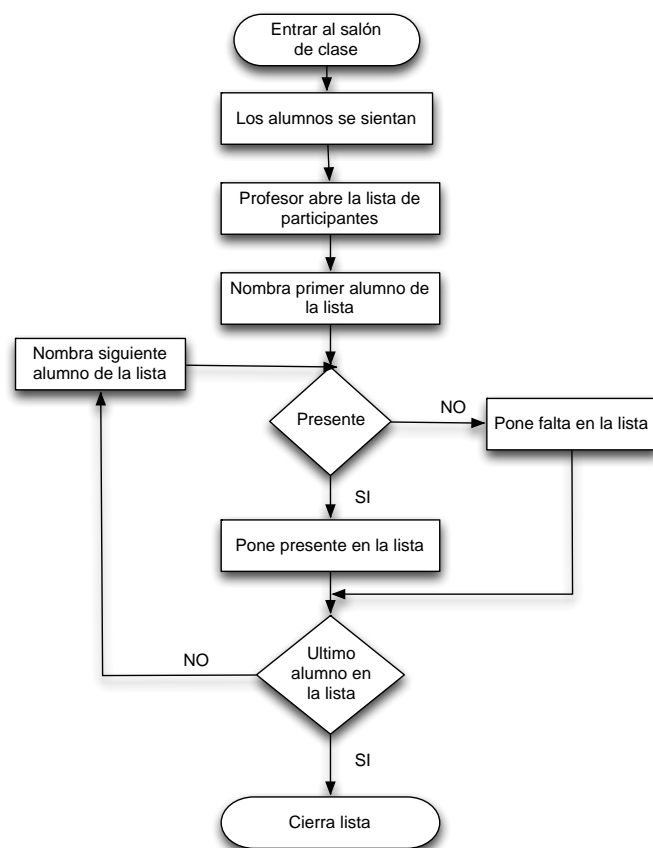 Entrar al salón
de clase
Los alumnos se sientan
Profesor abre la lista de
participantes
Nombra primer alumno de
la lista
Nombra siguiente
alumno de la lista
Presente
NO
Pone falta en la lista
SI
Pone presente en la lista
Ultimo
alumno en
la lista
NO
SI
Cierra lista